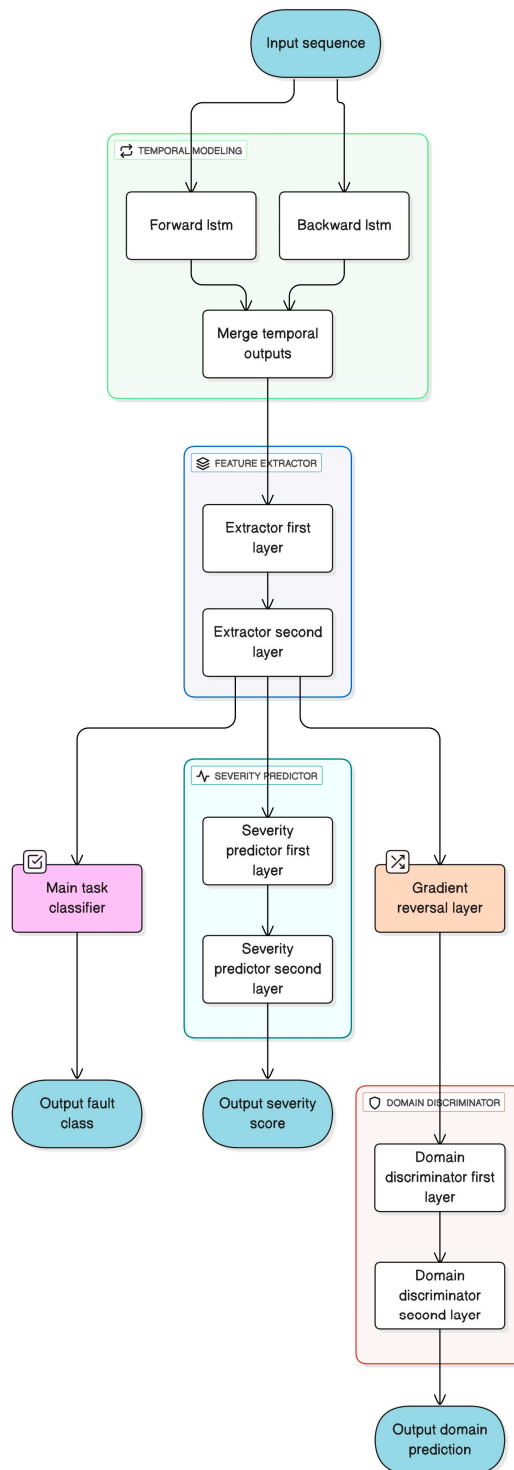 Input sequence
TEMPORAL MODELING
Forward lstm
Backward lstm
Merge temporal
outputs
FEATURE EXTRACTOR
Extractor first
layer
Extractor second
layer
SEVERITY PREDICTOR
Severity
predictor first
layer
Main task
classifier
Gradient
reversal layer
Severity
predictor second
layer
Output fault
class
Output severity
score
DOMAIN DISCRIMINATOR
Domain
discriminator first
layer
Domain
discriminator
second layer
Output domain
prediction